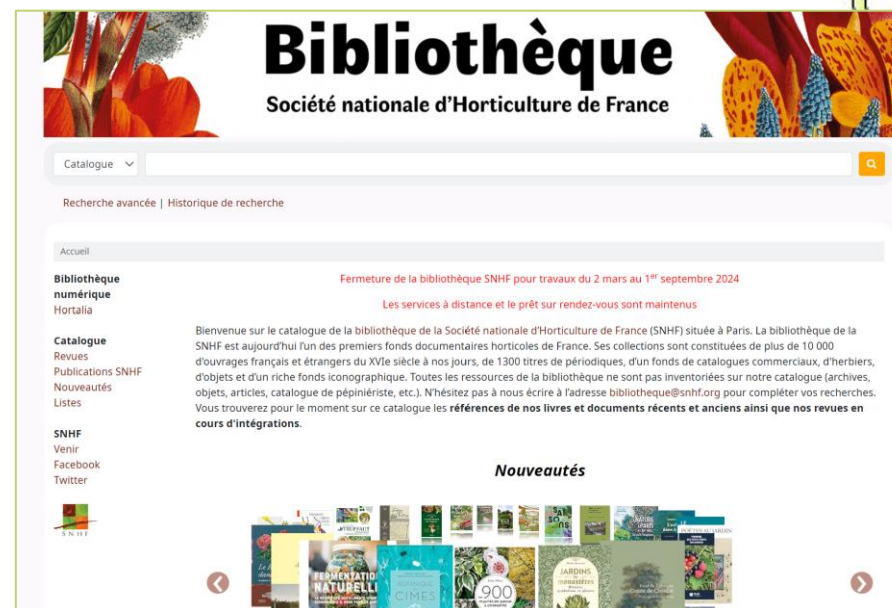 Bibliothèque
Société nationale d'Horticulture de France
Catalogue
Recherche avancée | Historique de recherche
Accueil
Bibliothèque
numérique
Hortalia
Catalogue
Revues
Publications SNHF
Nouveautés
Listes
SNHF
Venir
Facebook
Twitter
SNHF
Fermeture de la bibliothèque SNHF pour travaux du 2 mars au 1er septembre 2024
Les services à distance et le prêt sur rendez-vous sont maintenus
Bienvenue sur le catalogue de la bibliothèque de la Société nationale d'Horticulture de France (SNHF) située à Paris. La bibliothèque de la
SNHF est aujourd'hui l'un des premiers fonds documentaires horticoles de France. Ses collections sont constituées de plus de 10 000
d'ouvrages français et étrangers du XVIe siècle à nos jours, de 1300 titres de périodiques, d'un fonds de catalogues commerciaux, d'herbiers,
d'objets et d'un riche fonds iconographique. Toutes les ressources de la bibliothèque ne sont pas inventoriées sur notre catalogue (archives,
objets, articles, catalogue de pépiniériste, etc.). N'hésitez pas à nous écrire à l'adresse bibliotheque@snhf.org pour compléter vos recherches.
Vous trouverez pour le moment sur ce catalogue les références de nos livres et documents récents et anciens ainsi que nos revues en
cours d'intégrations.
Nouveautés
FERMENTATION
NATURELLE
CIMES
900
JARDINS
DE
monastères